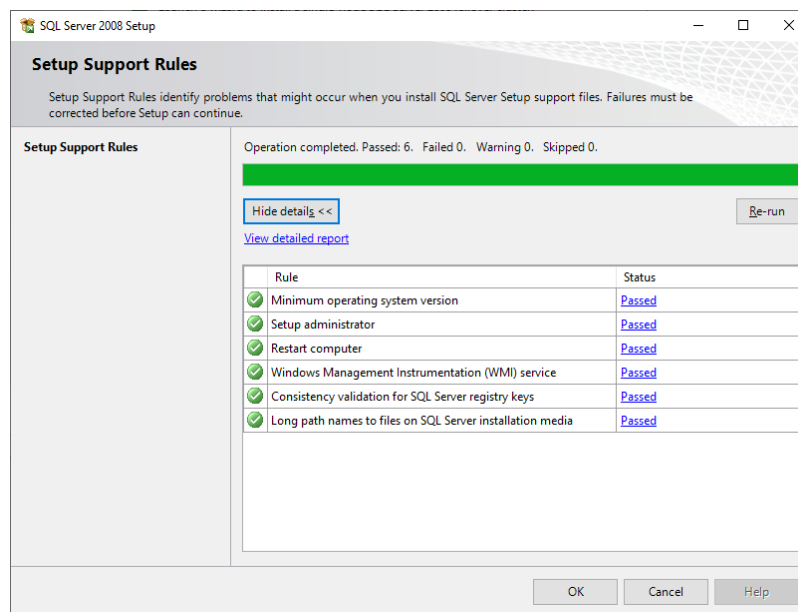 SQL Server 2008 Setup
Setup Support Rules
Setup Support Rules identify problems that might occur when you install SQL Server Setup support files. Failures must be
corrected before Setup can continue.
Setup Support Rules
Operation completed. Passed: 6. Failed 0. Warning 0. Skipped 0.
Hide details <<
Re-run
View detailed report
Rule Status
Minimum operating system version Passed
Setup administrator Passed
Restart computer Passed
Windows Management Instrumentation (WMI) service Passed
Consistency validation for SQL Server registry keys Passed
Long path names to files on SQL Server installation media Passed
OK Cancel Help